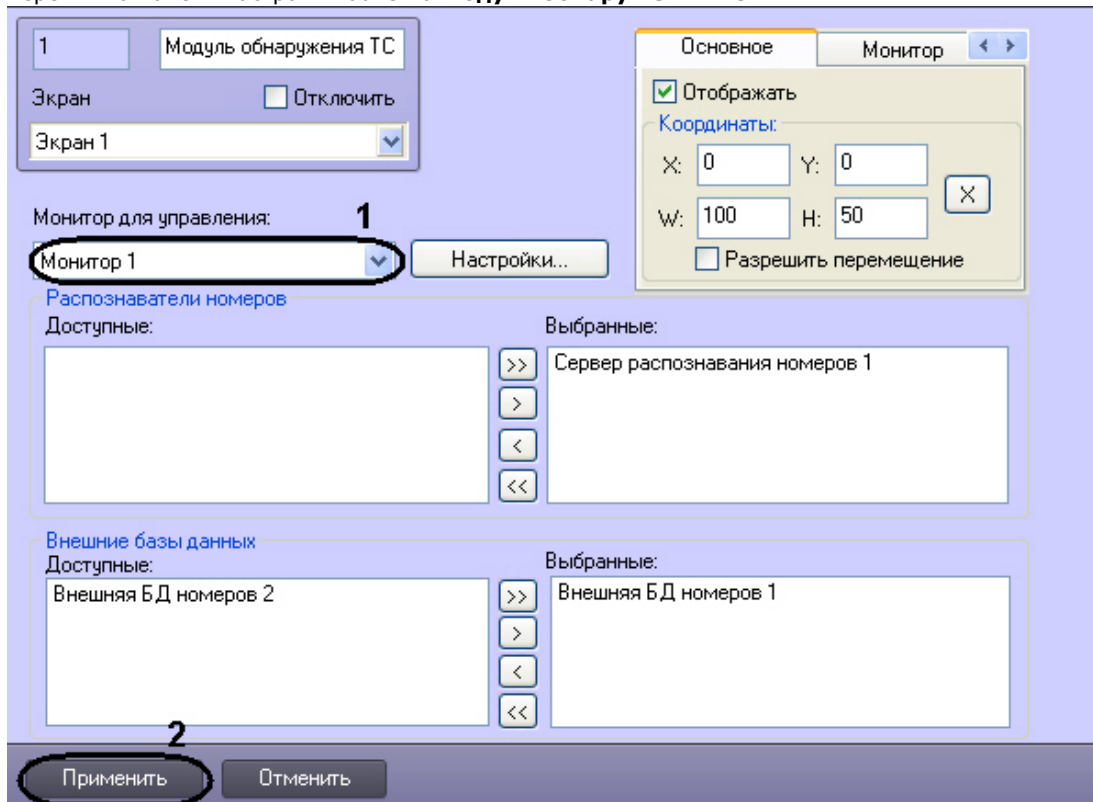 1 Модуль обнаружения ТС
Экран Отключить
Экран 1
Основное Монитор
Отображать
Координаты:
X: 0 Y: 0
X
W: 100 H: 50
Разрешить перемещение
Монитор для управления: 1
Монитор 1 Настройки...
Распознаватели номеров
Доступные: Выбранные:
Сервер распознавания номеров 1
>>
>
<
<<
Внешние базы данных
Доступные: Выбранные:
Внешняя БД номеров 2 >> Внешняя БД номеров 1
>
<
<<
2
Применить Отменить